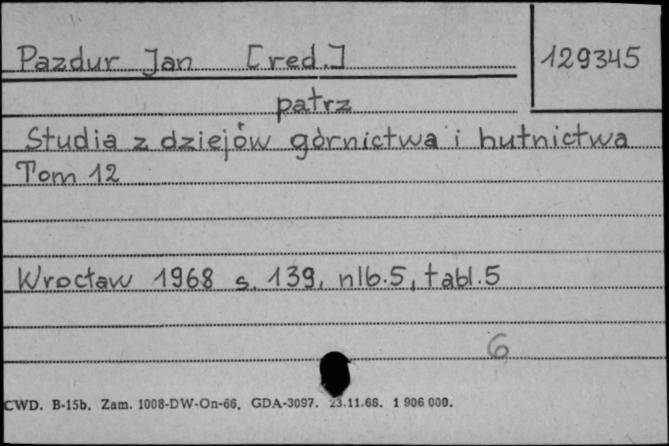 Pazdur Jan [red.]
129345
patrz
Studia z dziejów górnictwa i hutnictwa
Tom 12
Wrocław 1968 s. 139, nlb.5, tabl.5
6
CWD. B-15b. Zam. 1008-DW-On-66. GDA-3097. 23.11.66. 1 906 000.